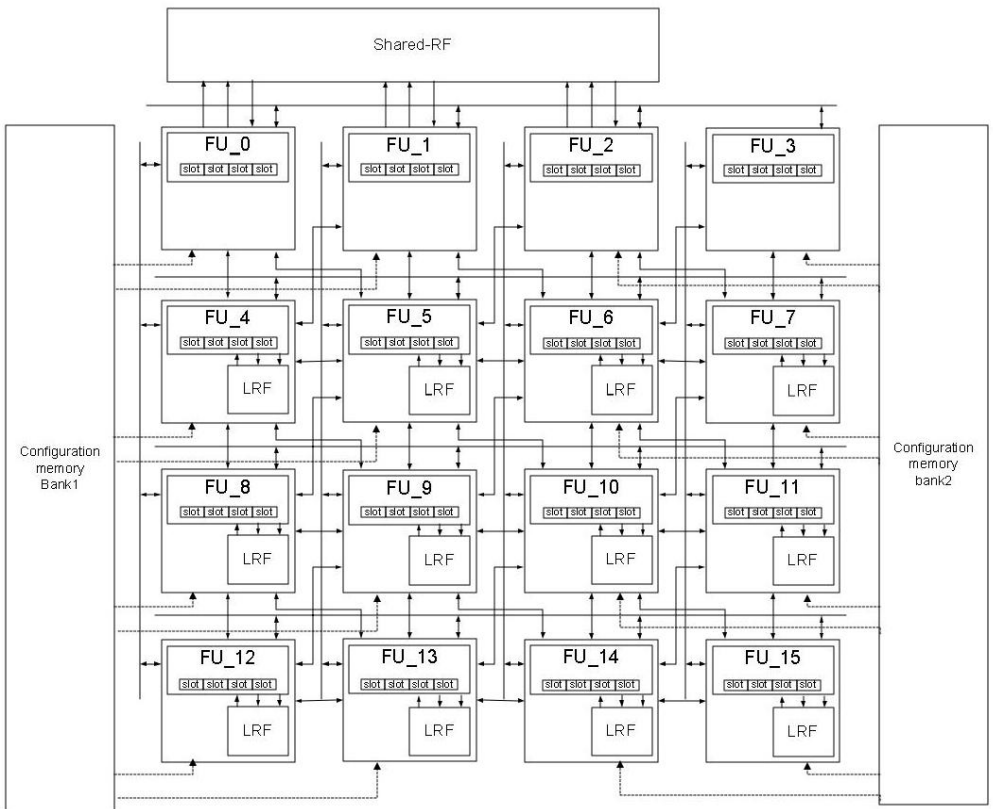 Shared-RF
FU_0 FU_1 FU_2 FU_3
slot slot slot slot slot slot slot slot slot slot slot slot slot slot slot slot
FU_4 FU_5 FU_6 FU_7
slot slot slot slot slot slot slot slot slot slot slot slot slot slot slot slot
LRF LRF LRF LRF
Configuration
memory
Bank1
Configuration
memory
bank2
FU_8 FU_9 FU_10 FU_11
slot slot slot slot slot slot slot slot slot slot slot slot slot slot slot slot
LRF LRF LRF LRF
FU_12 FU_13 FU_14 FU_15
slot slot slot slot slot slot slot slot slot slot slot slot slot slot slot slot
LRF LRF LRF LRF